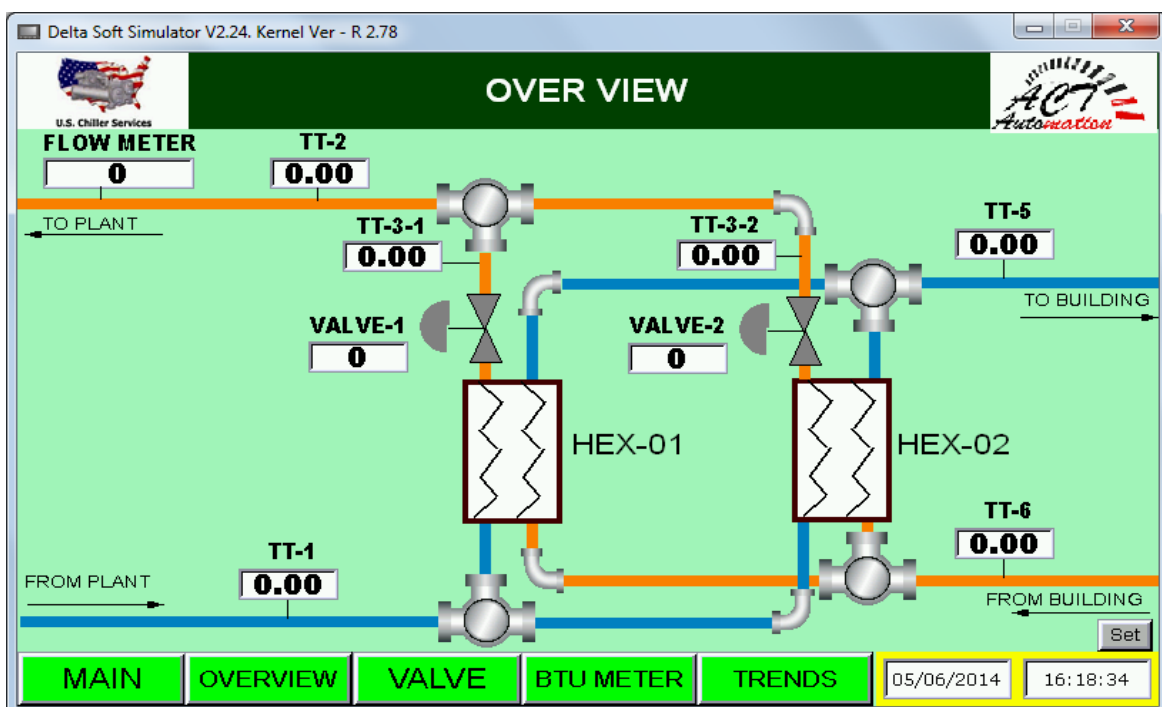 Delta Soft Simulator V2.24. Kernel Ver - R 2.78
U.S. Chiller Services
OVER VIEW
ACT
Automation
FLOW METER
0
TT-2
0.00
TO PLANT
TT-3-1
0.00
TT-3-2
0.00
TT-5
0.00
TO BUILDING
VALVE-1
0
VALVE-2
0
HEX-01
HEX-02
TT-6
0.00
TT-1
0.00
FROM PLANT
FROM BUILDING
Set
MAIN
OVERVIEW
VALVE
BTU METER
TRENDS
05/06/2014
16:18:34